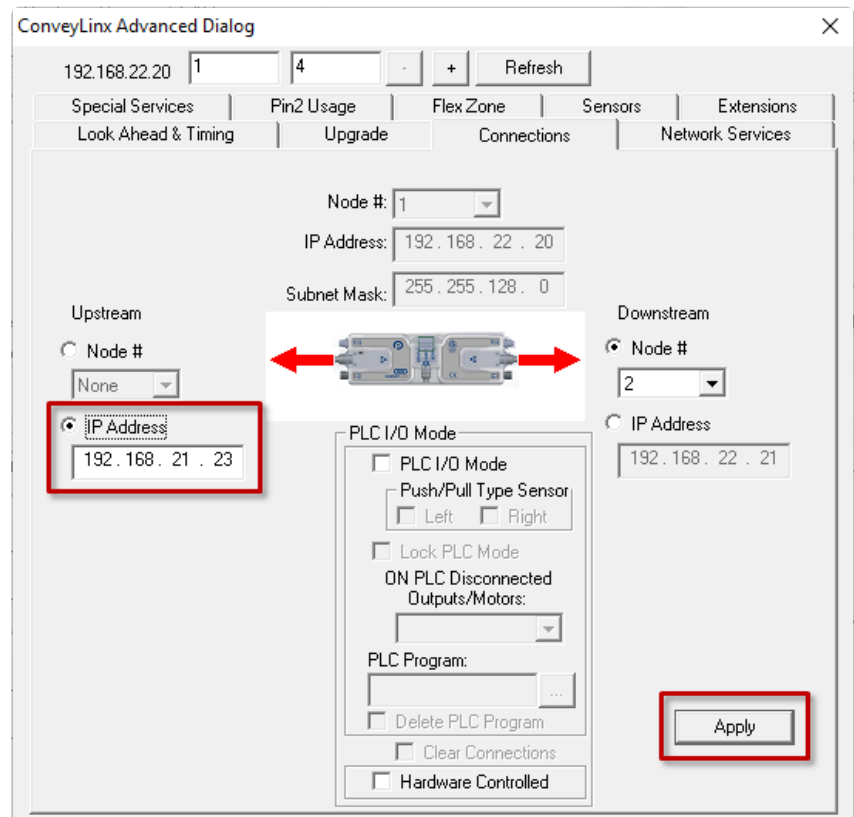 ConveyLinx Advanced Dialog
192.168.22.20 1 4 - + Refresh
Special Services Pin2 Usage Flex Zone Sensors Extensions
Look Ahead & Timing Upgrade Connections Network Services
Node #: 1
IP Address: 192 . 168 . 22 . 20
Subnet Mask: 255 . 255 . 128 . 0
Upstream
Node #
None
IP Address
192 . 168 . 21 . 23
Downstream
Node #
2
IP Address
192 . 168 . 22 . 21
PLC I/O Mode
PLC I/O Mode
Push/Pull Type Sensor
Left Right
Lock PLC Mode
ON PLC Disconnected
Outputs/Motors:
PLC Program:
...
Delete PLC Program
Clear Connections
Hardware Controlled
Apply